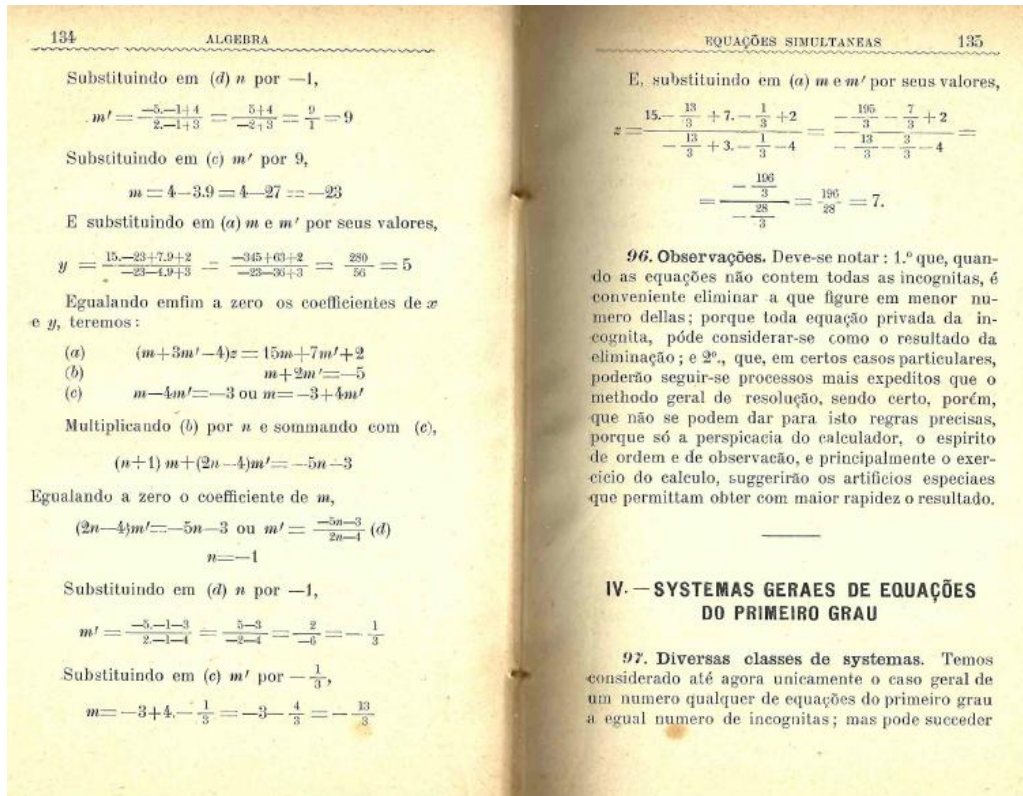 134 ALGEBRA
Substituindo em (d) n por —1,
m′ = −5.−1+4 / 2.−1+3 = 5+4 / −2+3 = 9/1 = 9
Substituindo em (c) m′ por 9,
m = 4−3.9 = 4−27 = −23
E substituindo em (a) m e m′ por seus valores,
y = 15.−23+7.9+2 / −23−4.9+3 = −345+63+2 / −23−36+3 = 280/56 = 5
Egualando emfim a zero os coefficientes de x
e y, teremos:
(a) (m+3m′−4)z = 15m+7m′+2
(b) m+2m′=−5
(c) m−4m′=−3 ou m= −3+4m′
Multiplicando (b) por n e sommando com (c),
(n+1) m+(2n−4)m′= −5n−3
Egualando a zero o coefficiente de m,
(2n−4)m′=−5n−3 ou m′ = −5n−3 / 2n−4 (d)
n=−1
Substituindo em (d) n por —1,
m′ = −5.−1−3 / 2.−1−4 = 5−3 / −2−4 = 2/−6 = − 1/3
Substituindo em (c) m′ por − 1/3,
m= −3+4.− 1/3 = −3− 4/3 = − 13/3
EQUAÇÕES SIMULTANEAS 135
E, substituindo em (a) m e m′ por seus valores,
z = 15.− 13/3 + 7.− 1/3 +2 / − 13/3 + 3.− 1/3 −4 = − 195/3 − 7/3 + 2 / − 13/3 − 3/3 − 4 =
= − 196/3 / − 28/3 = 196/28 = 7.
96. Observações. Deve-se notar : 1.º que, quan-
do as equações não contem todas as incognitas, é
conveniente eliminar a que figure em menor nu-
mero dellas; porque toda equação privada da in-
cognita, póde considerar-se como o resultado da
eliminação ; e 2º., que, em certos casos particulares,
poderão seguir-se processos mais expeditos que o
methodo geral de resolução, sendo certo, porém,
que não se podem dar para isto regras precisas,
porque só a perspicacia do calculador, o espirito
de ordem e de observacão, e principalmente o exer-
cicio do calculo, suggerirão os artificios especiaes
que permittam obter com maior rapidez o resultado.
IV. — SYSTEMAS GERAES DE EQUAÇÕES
DO PRIMEIRO GRAU
97. Diversas classes de systemas. Temos
considerado até agora unicamente o caso geral de
um numero qualquer de equações do primeiro grau
a egual numero de incognitas; mas pode succeder